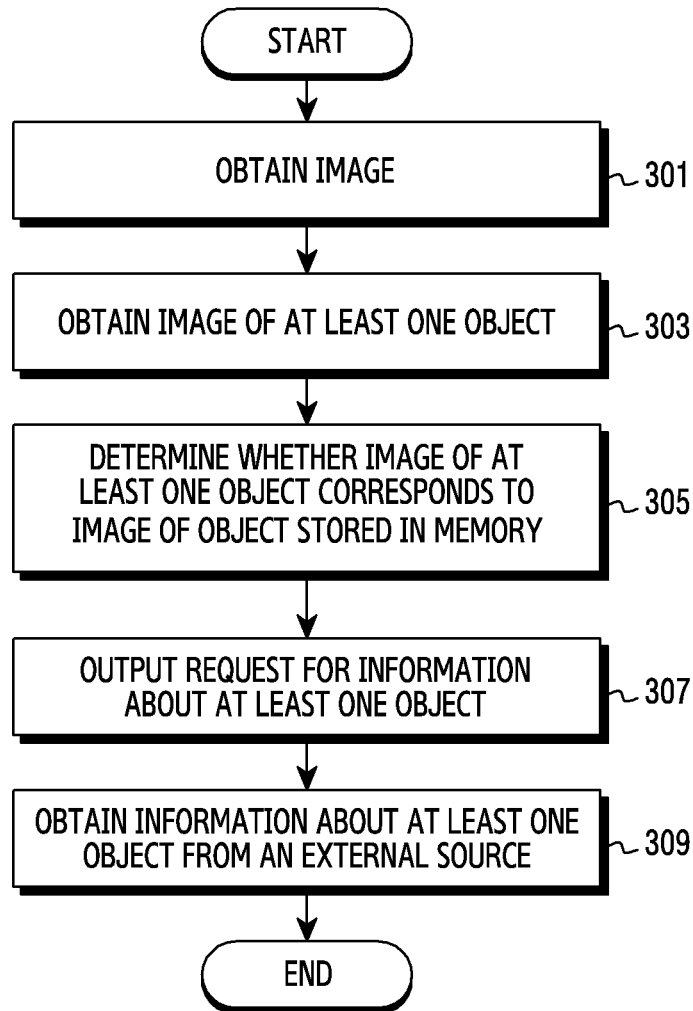 START
OBTAIN IMAGE
301
OBTAIN IMAGE OF AT LEAST ONE OBJECT
303
DETERMINE WHETHER IMAGE OF AT
LEAST ONE OBJECT CORRESPONDS TO
IMAGE OF OBJECT STORED IN MEMORY
305
OUTPUT REQUEST FOR INFORMATION
ABOUT AT LEAST ONE OBJECT
307
OBTAIN INFORMATION ABOUT AT LEAST ONE
OBJECT FROM AN EXTERNAL SOURCE
309
END